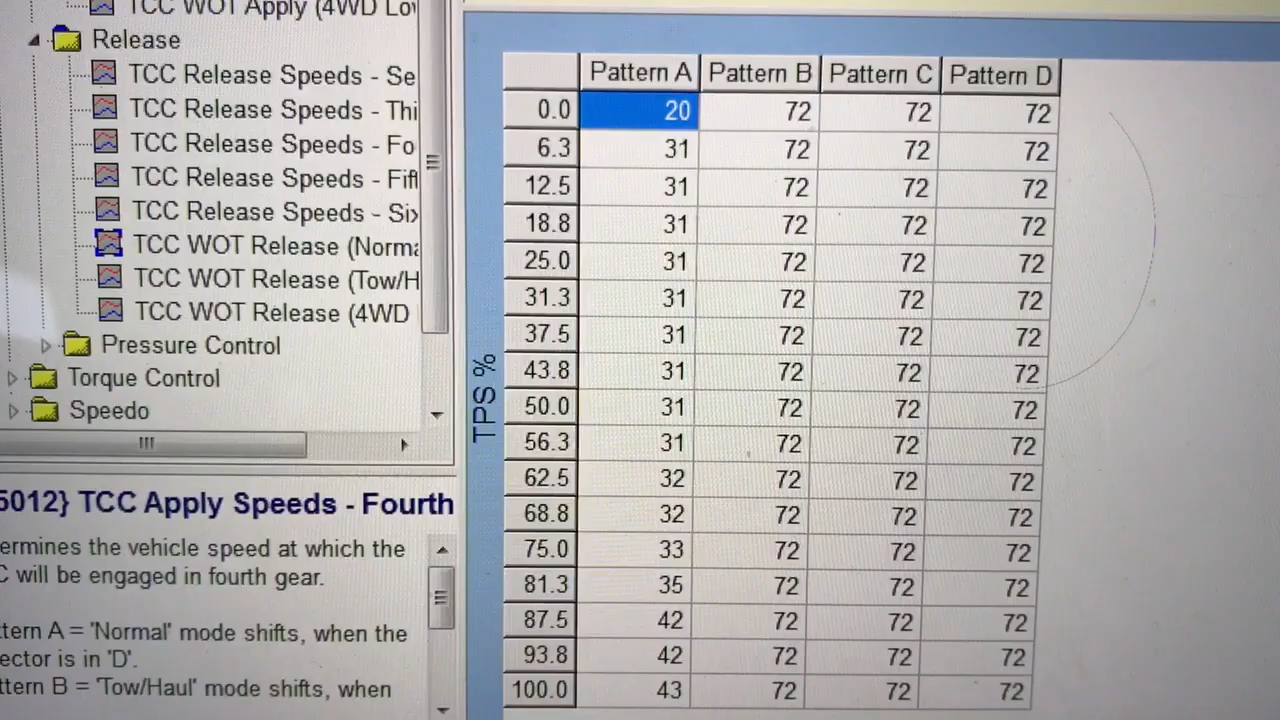 TCC WOT Apply (4WD Lo
Release
TCC Release Speeds - Se
TCC Release Speeds - Thi
TCC Release Speeds - Fo
TCC Release Speeds - Fift
TCC Release Speeds - Six
TCC WOT Release (Norma
TCC WOT Release (Tow/H
TCC WOT Release (4WD
Pressure Control
Torque Control
Speedo
5012} TCC Apply Speeds - Fourth
ermines the vehicle speed at which the
C will be engaged in fourth gear.
ttern A = 'Normal' mode shifts, when the
ector is in 'D'.
ttern B = 'Tow/Haul' mode shifts, when
TPS %
Pattern A Pattern B Pattern C Pattern D
0.0 20 72 72 72
6.3 31 72 72 72
12.5 31 72 72 72
18.8 31 72 72 72
25.0 31 72 72 72
31.3 31 72 72 72
37.5 31 72 72 72
43.8 31 72 72 72
50.0 31 72 72 72
56.3 31 72 72 72
62.5 32 72 72 72
68.8 32 72 72 72
75.0 33 72 72 72
81.3 35 72 72 72
87.5 42 72 72 72
93.8 42 72 72 72
100.0 43 72 72 72